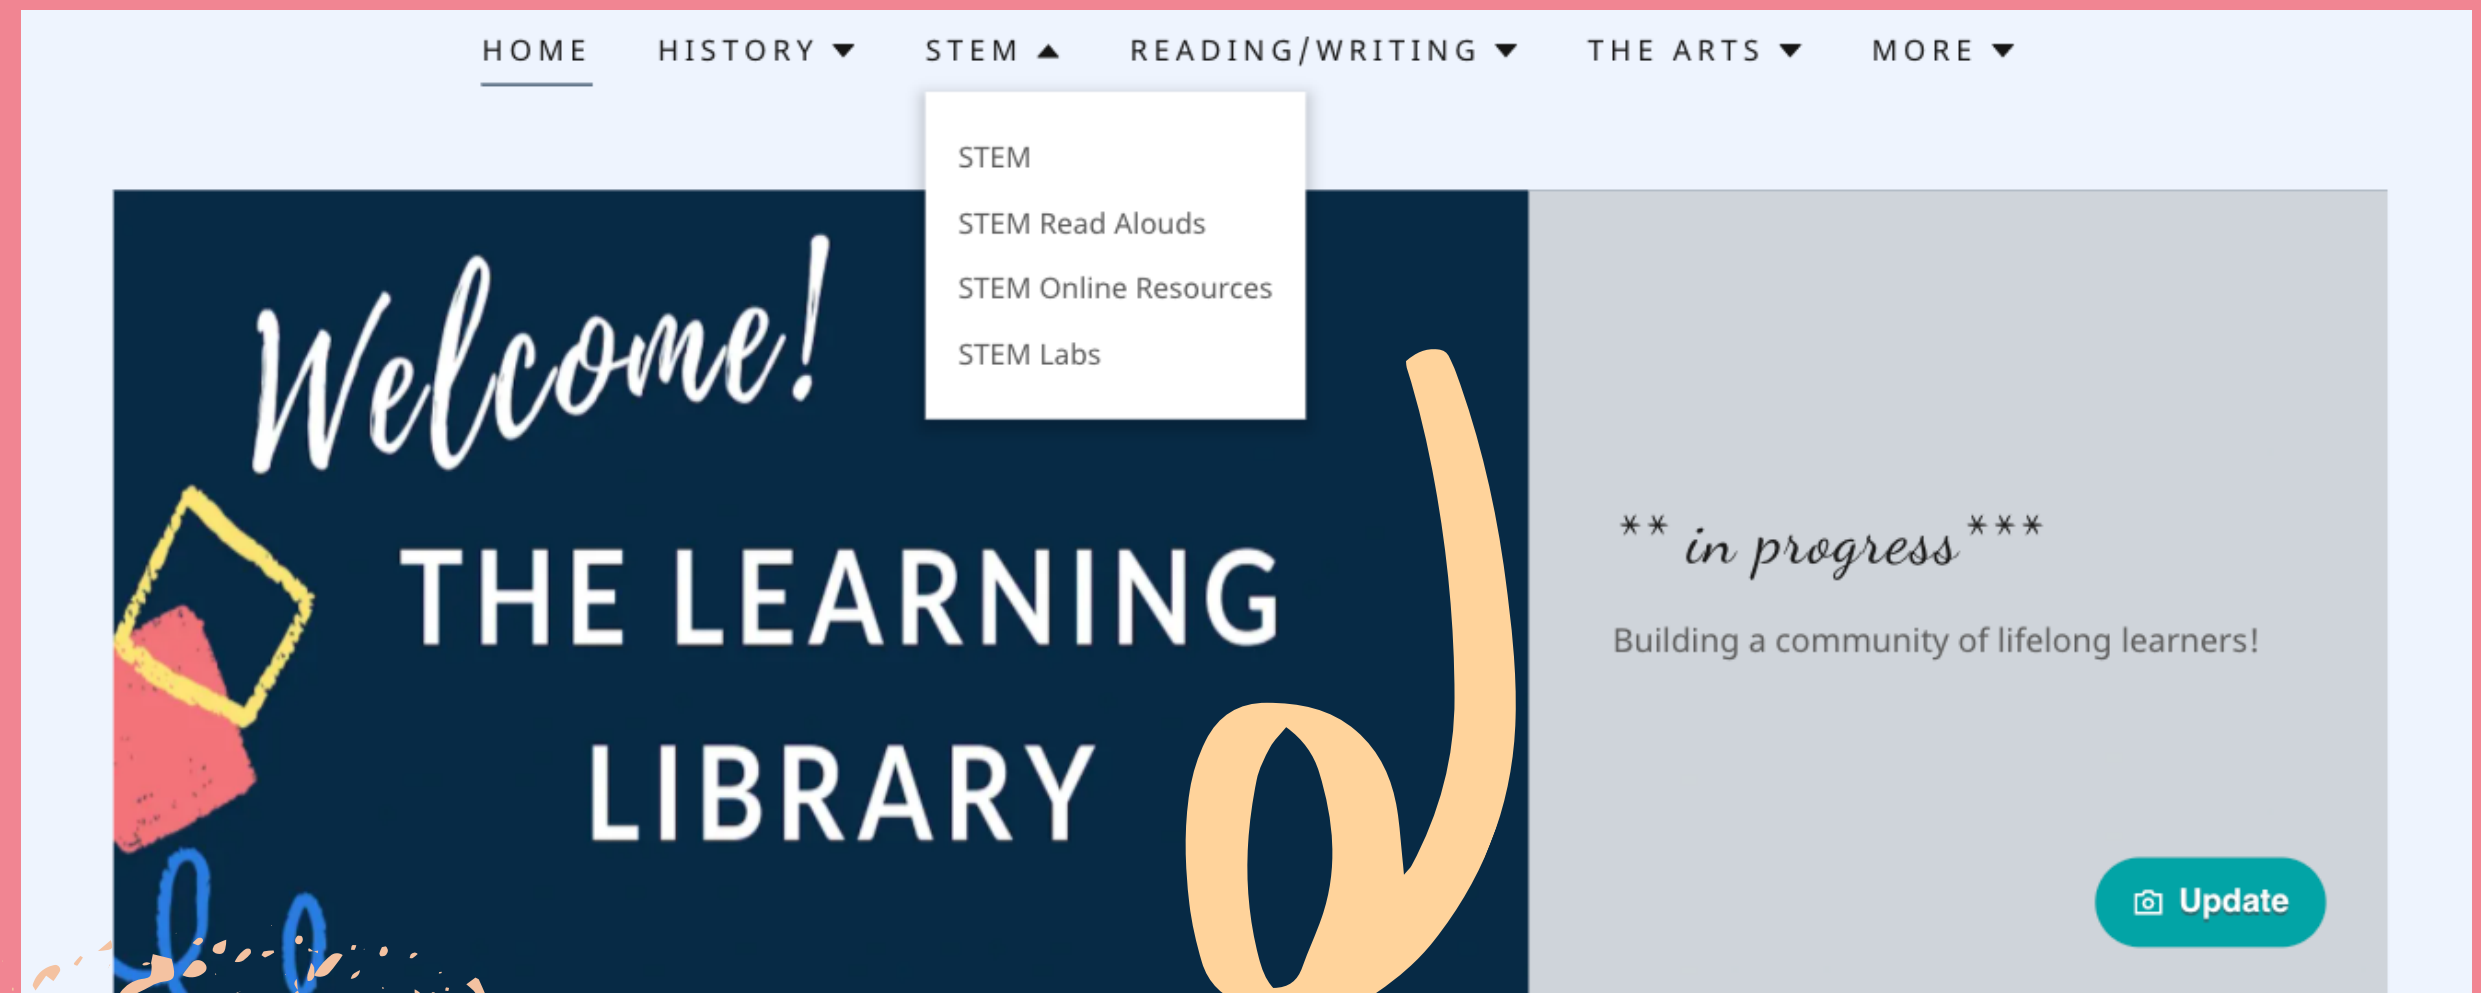 HOME HISTORY STEM READING/WRITING THE ARTS MORE
STEM
STEM Read Alouds
STEM Online Resources
STEM Labs
Welcome!
THE LEARNING
LIBRARY
** in progress***
Building a community of lifelong learners!
Update